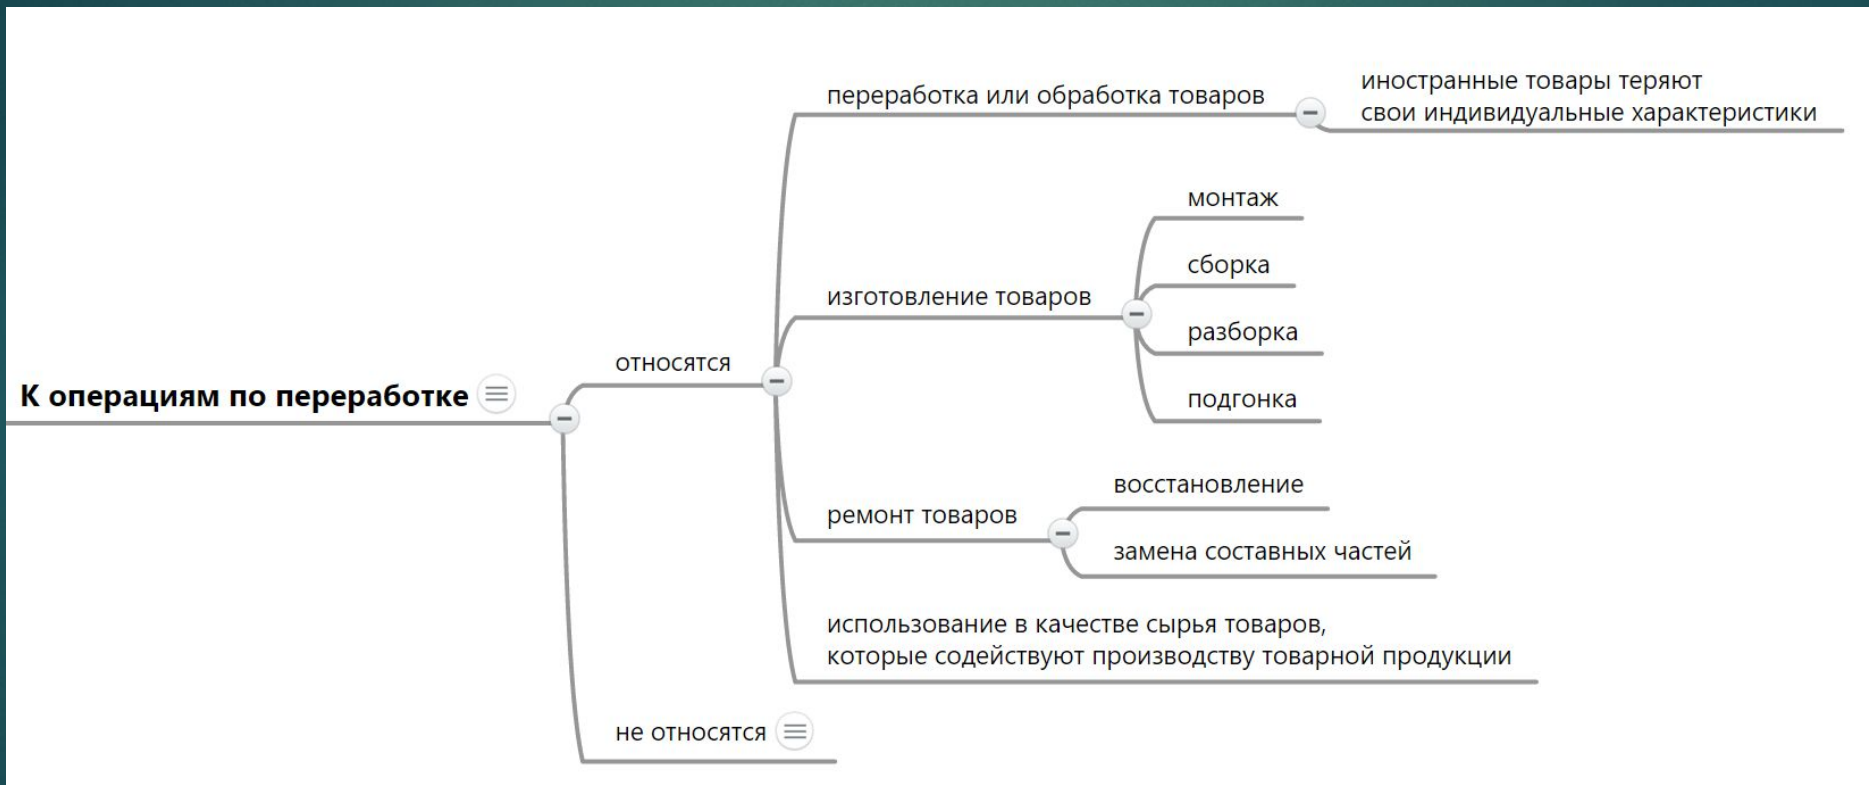 К операциям по переработке
относятся
переработка или обработка товаров
иностранные товары теряют
свои индивидуальные характеристики
изготовление товаров
монтаж
сборка
разборка
подгонка
ремонт товаров
восстановление
замена составных частей
использование в качестве сырья товаров,
которые содействуют производству товарной продукции
не относятся